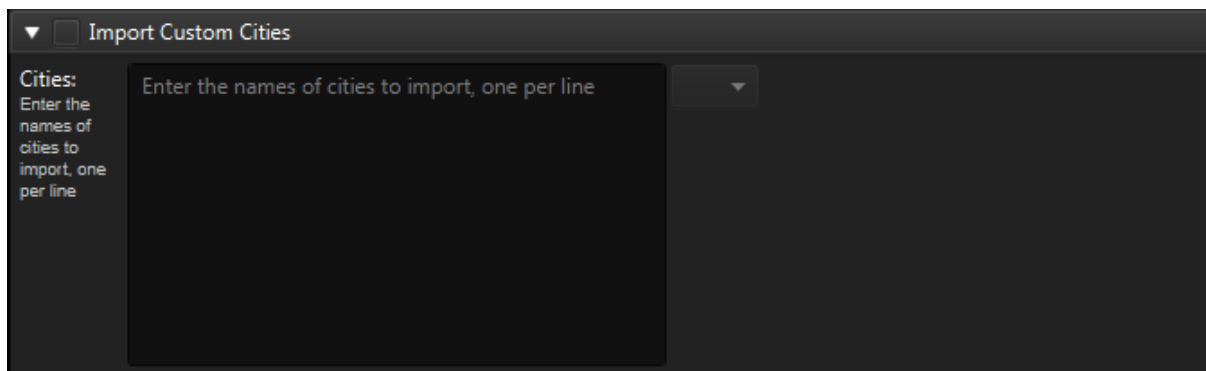 Import Custom Cities
Cities:
Enter the
names of
cities to
import, one
per line
Enter the names of cities to import, one per line